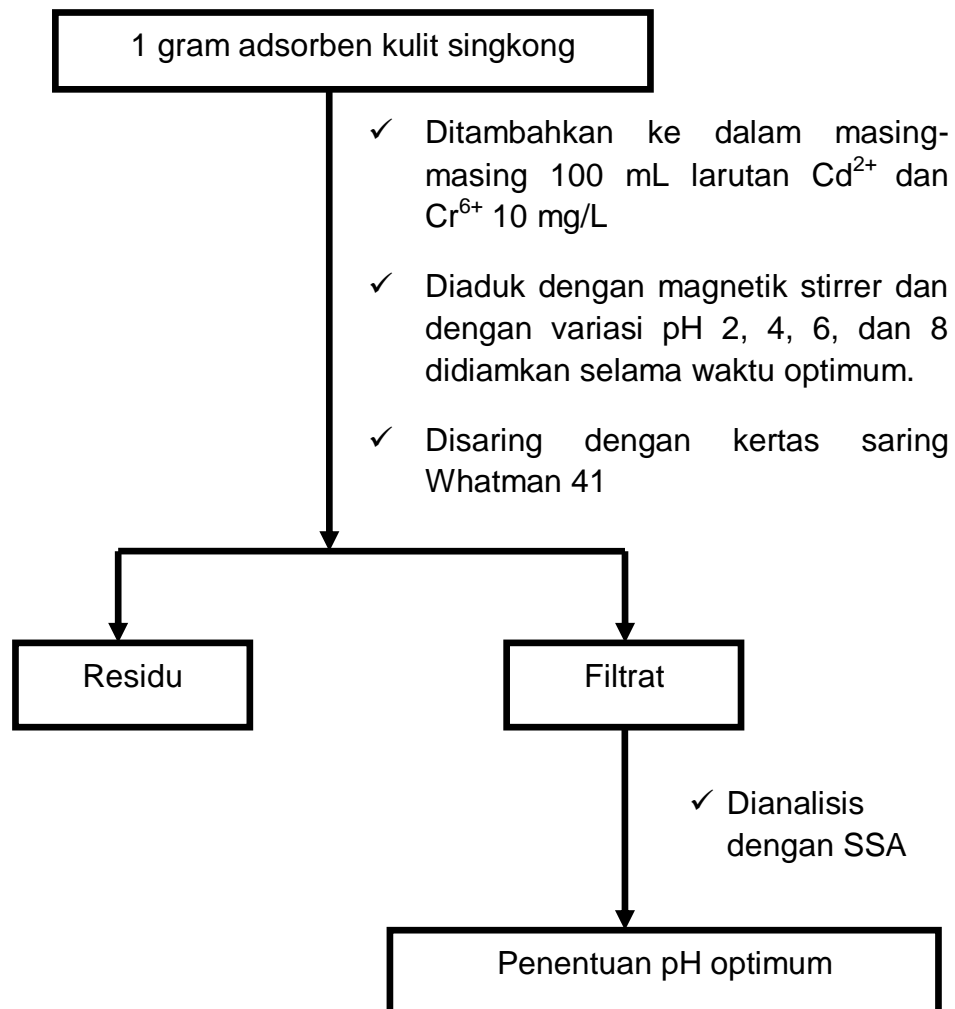 1 gram adsorben kulit singkong
✓ Ditambahkan ke dalam masing-
masing 100 mL larutan Cd²⁺ dan
Cr⁶⁺ 10 mg/L
✓ Diaduk dengan magnetik stirrer dan
dengan variasi pH 2, 4, 6, dan 8
didiamkan selama waktu optimum.
✓ Disaring dengan kertas saring
Whatman 41
Residu
Filtrat
✓ Dianalisis
dengan SSA
Penentuan pH optimum